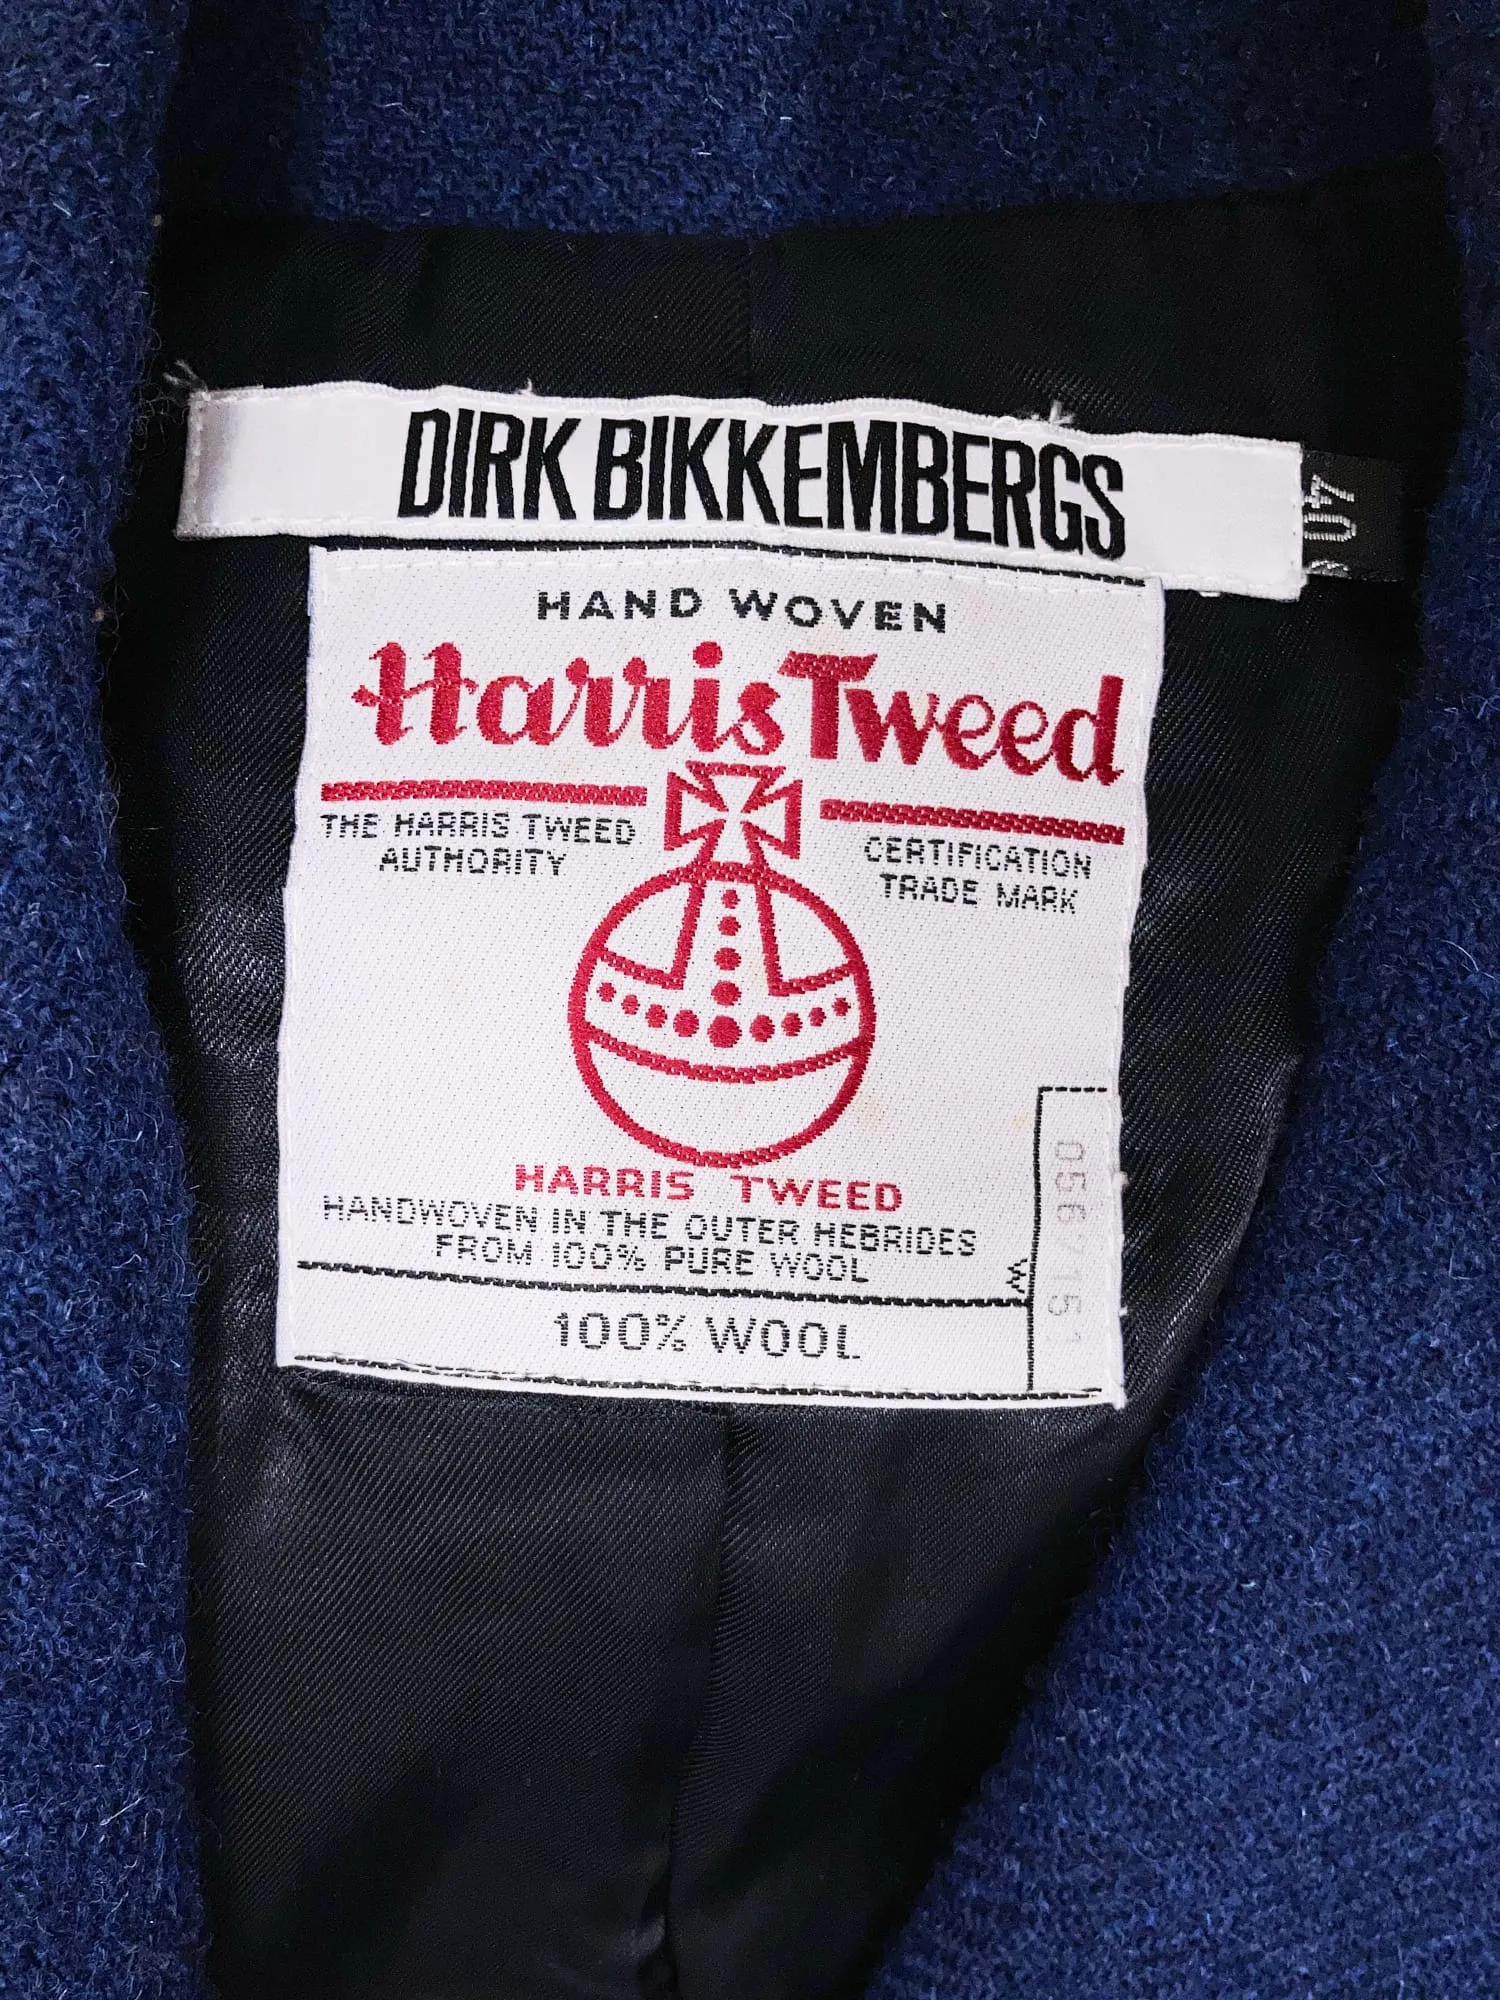 DIRK BIKKEMBERGS
40
HAND WOVEN
Harris Tweed
THE HARRIS TWEED
AUTHORITY
CERTIFICATION
TRADE MARK
HARRIS TWEED
HANDWOVEN IN THE OUTER HEBRIDES
FROM 100% PURE WOOL
W
100% WOOL